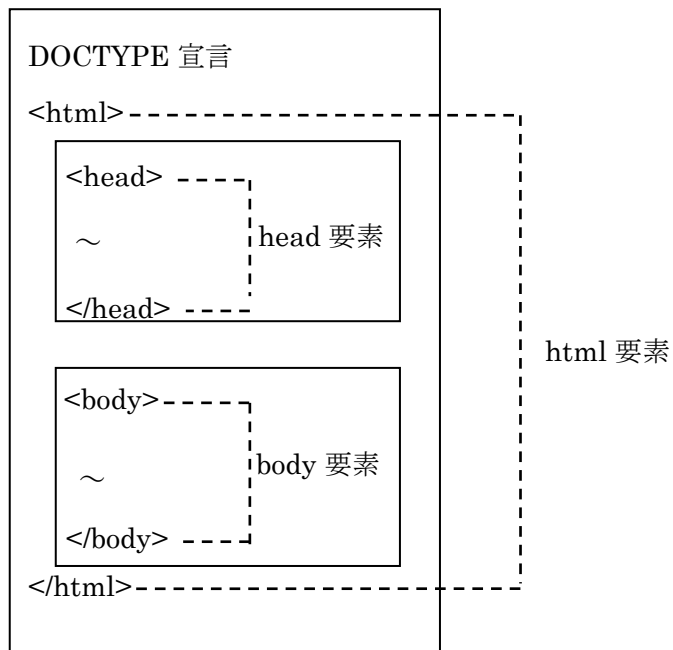 DOCTYPE 宣言
<html>
<head>
～
head 要素
</head>
html 要素
<body>
～
body 要素
</body>
</html>